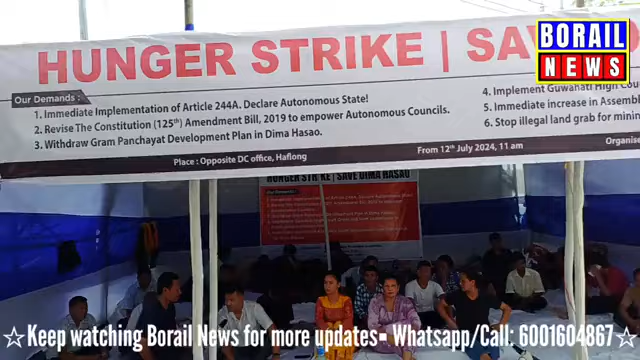 HUNGER STRIKE | SAV
BORAIL
NEWS
Our Demands :
1. Immediate Implementation of Article 244A. Declare Autonomous State!
2. Revise The Constitution (125th) Amendment Bill, 2019 to empower Autonomous Councils.
3. Withdraw Gram Panchayat Development Plan in Dima Hasao.
4. Implement Guwahati High Cou
5. Immediate increase in Assemb
6. Stop illegal land grab for minin
Place : Opposite DC office, Haflong
From 12th July 2024, 11 am
Organise
HUNGER STRIKE | SAVE DIMA HASAO
Our Demands :
☆Keep watching Borail News for more updates▪ Whatsapp/Call: 6001604867☆